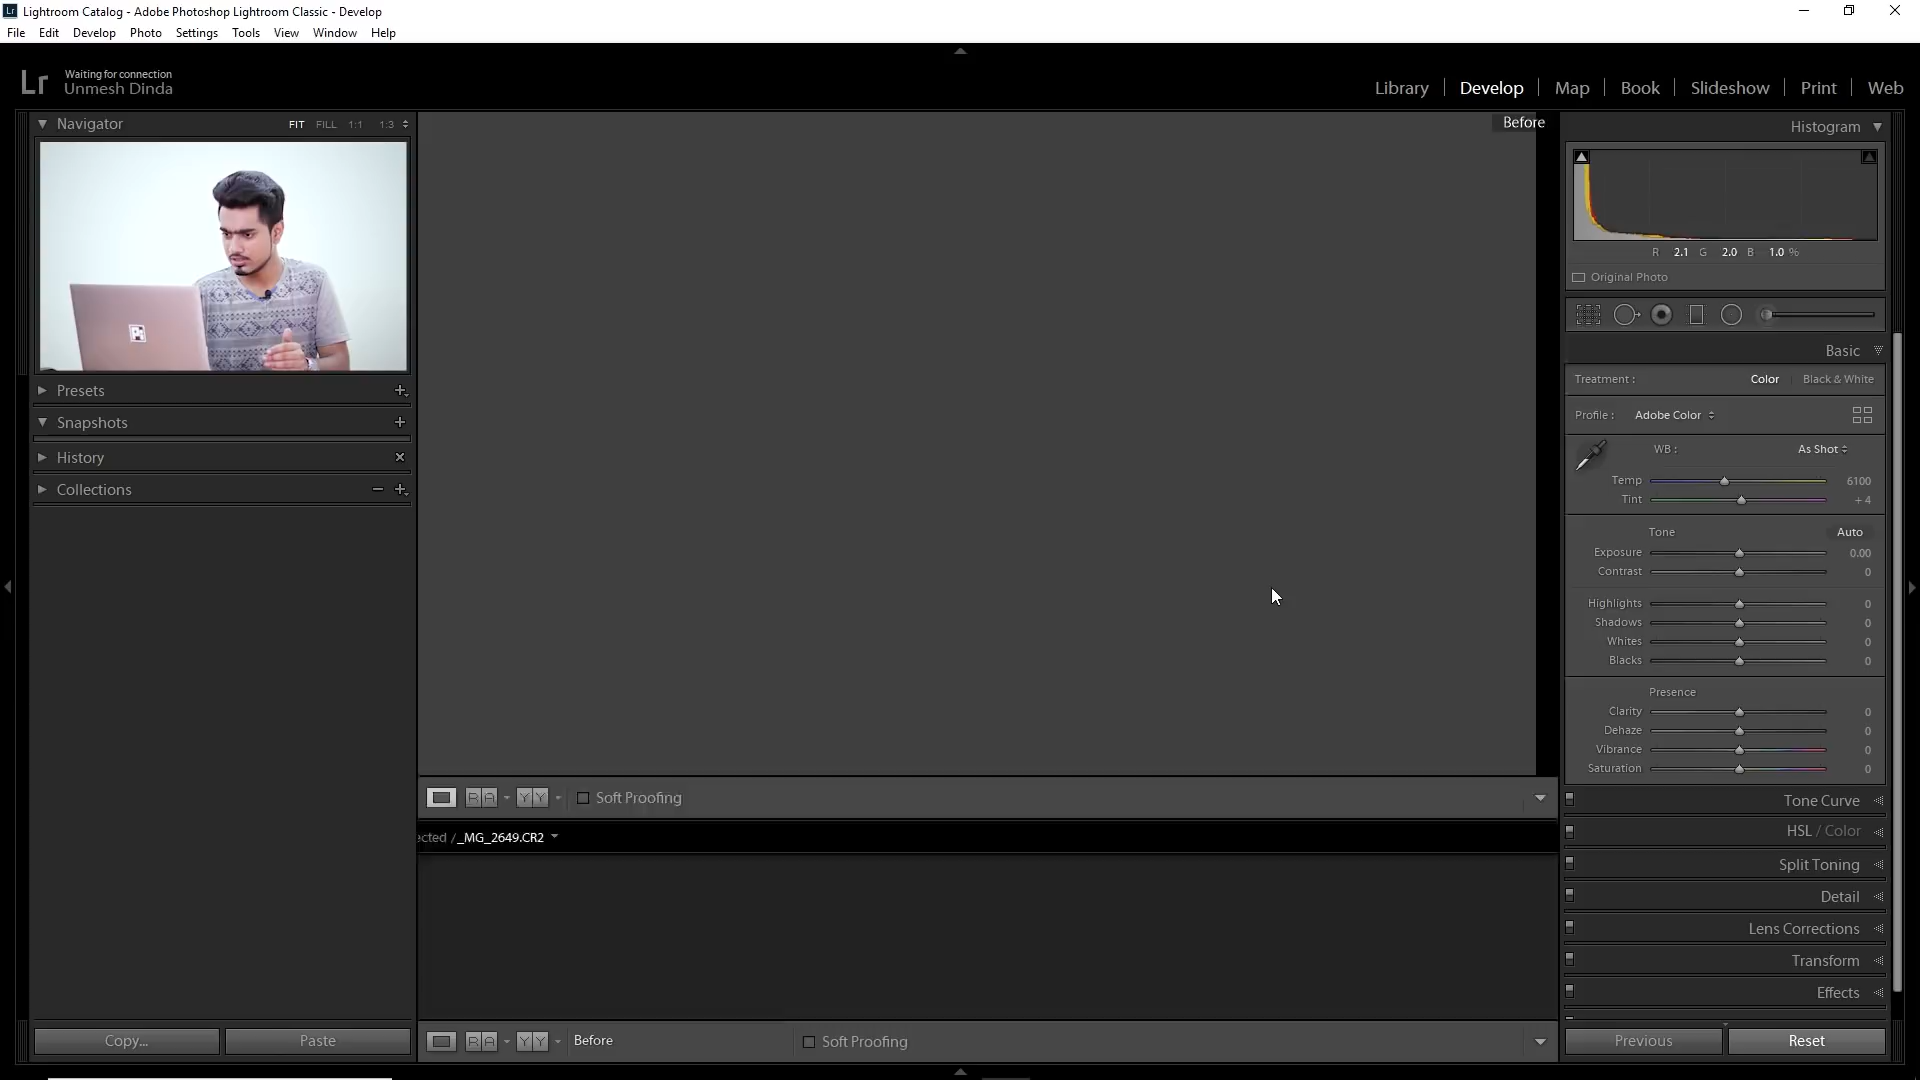 Lightroom Catalog - Adobe Photoshop Lightroom Classic - Develop
File Edit Develop Photo Settings Tools View Window Help
Lr
Waiting for connection
Unmesh Dinda
Library Develop Map Book Slideshow Print Web
Navigator FIT FILL 1:1 1:3
Presets
Snapshots
History
Collections
Copy... Paste
Before
Soft Proofing
ected / _MG_2649.CR2
Before Soft Proofing
Histogram
R 2.1 G 2.0 B 1.0 %
Original Photo
Basic
Treatment : Color Black & White
Profile : Adobe Color
WB : As Shot
Temp 6100
Tint + 4
Tone Auto
Exposure 0.00
Contrast 0
Highlights 0
Shadows 0
Whites 0
Blacks 0
Presence
Clarity 0
Dehaze 0
Vibrance 0
Saturation 0
Tone Curve
HSL / Color
Split Toning
Detail
Lens Corrections
Transform
Effects
Previous Reset